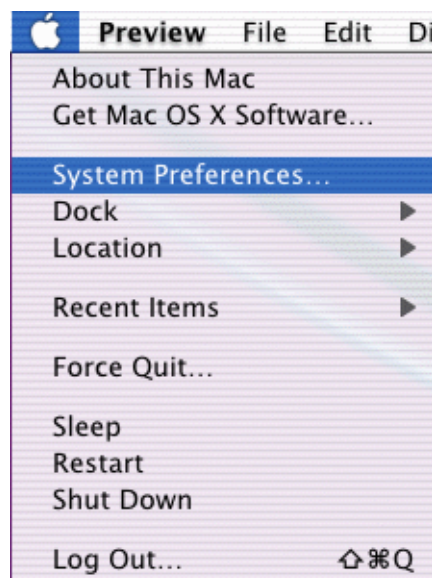 Preview File Edit Di
About This Mac
Get Mac OS X Software...
System Preferences...
Dock
Location
Recent Items
Force Quit...
Sleep
Restart
Shut Down
Log Out... ⇧⌘Q